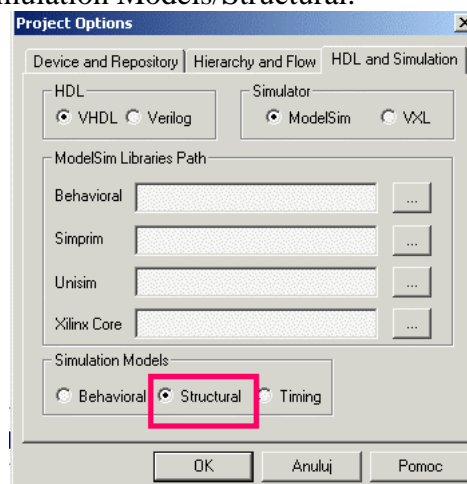 mulation Models/Structural.
Project Options
Device and Repository Hierarchy and Flow HDL and Simulation
HDL Simulator
VHDL Verilog ModelSim VXL
ModelSim Libraries Path
Behavioral ...
Simprim ...
Unisim ...
Xilinx Core ...
Simulation Models
Behavioral Structural Timing
OK Anuluj Pomoc